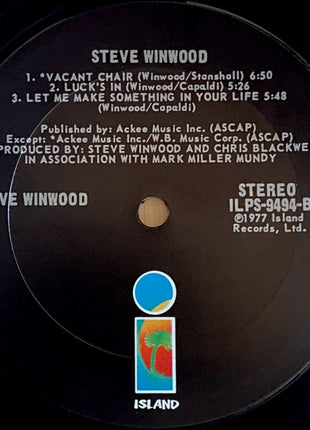 STEVE WINWOOD
1. *VACANT CHAIR (Winwood/Stanshall) 6:50
2. LUCK'S IN (Winwood/Capaldi) 5:26
3. LET ME MAKE SOMETHING IN YOUR LIFE 5:48
(Winwood/Capaldi)
Published by: Ackee Music Inc. (ASCAP)
Except: *Ackee Music Inc./W.B. Music Corp. (ASCAP)
PRODUCED BY: STEVE WINWOOD AND CHRIS BLACKWE
IN ASSOCIATION WITH MARK MILLER MUNDY
VE WINWOOD
STEREO
ILPS-9494-B
℗1977 Island
Records, Ltd.
i
ISLAND